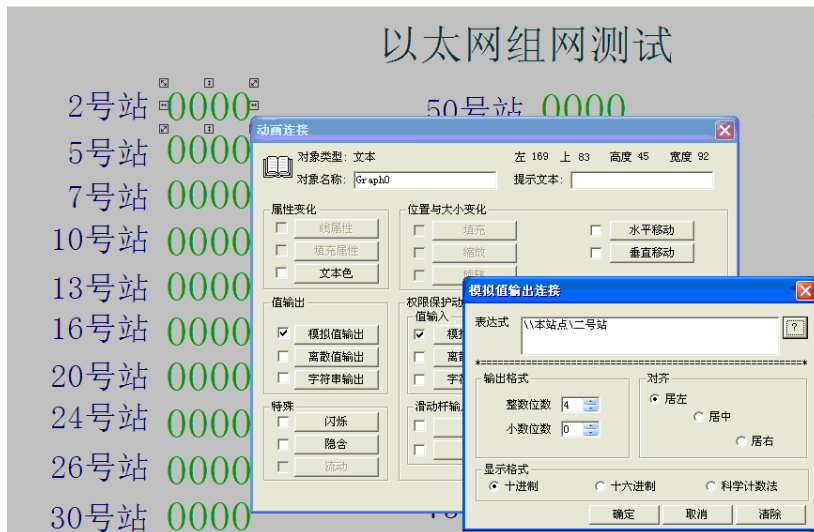 以太网组网测试
2号站 0000
50号站 0000
5号站 0000
7号站 0000
10号站 0000
13号站 0000
16号站 0000
20号站 0000
24号站 0000
26号站 0000
30号站 0000
动画连接
对象类型: 文本
左 169 上 83 高度 45 宽度 92
对象名称: Graph0
提示文本:
属性变化
线属性
填充属性
文本色
位置与大小变化
填充
缩放
旋转
水平移动
垂直移动
值输出
模拟值输出
离散值输出
字符串输出
权限保护动
值输入
特殊
闪烁
隐含
流动
滑动杆输
模拟值输出连接
表达式 \\本站点\二号站
?
输出格式
整数位数 4
小数位数 0
对齐
居左
居中
居右
显示格式
十进制 十六进制 科学计数法
确定 取消 清除